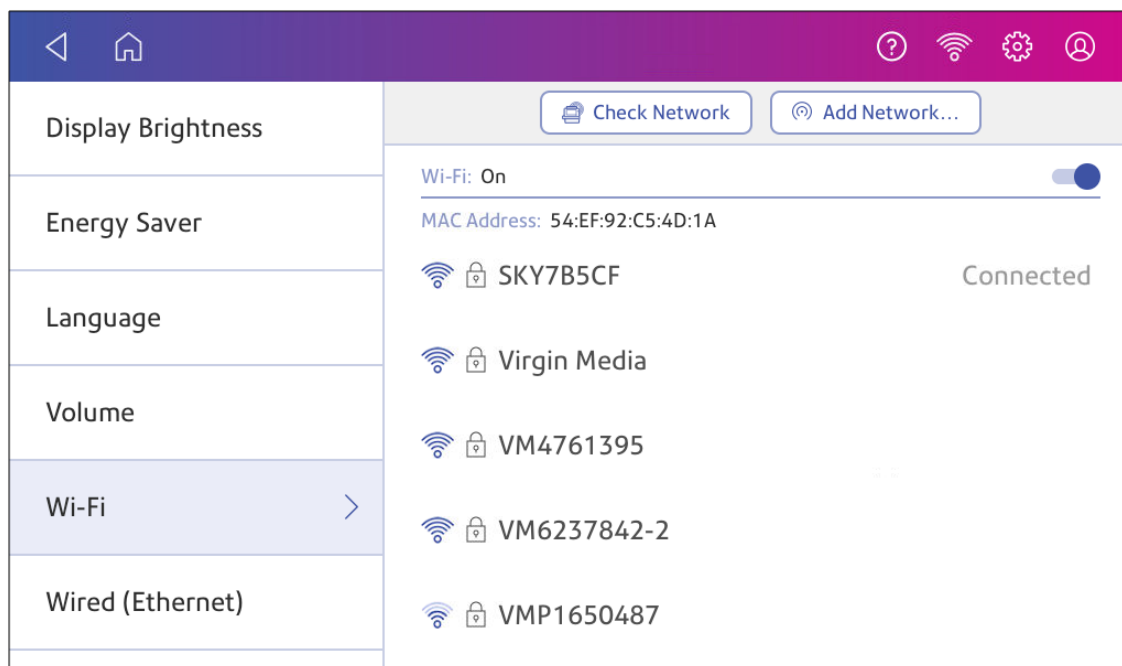 Check Network
Add Network...
Display Brightness
Energy Saver
Language
Volume
Wi-Fi
Wired (Ethernet)
Wi-Fi: On
MAC Address: 54:EF:92:C5:4D:1A
SKY7B5CF Connected
Virgin Media
VM4761395
VM6237842-2
VMP1650487